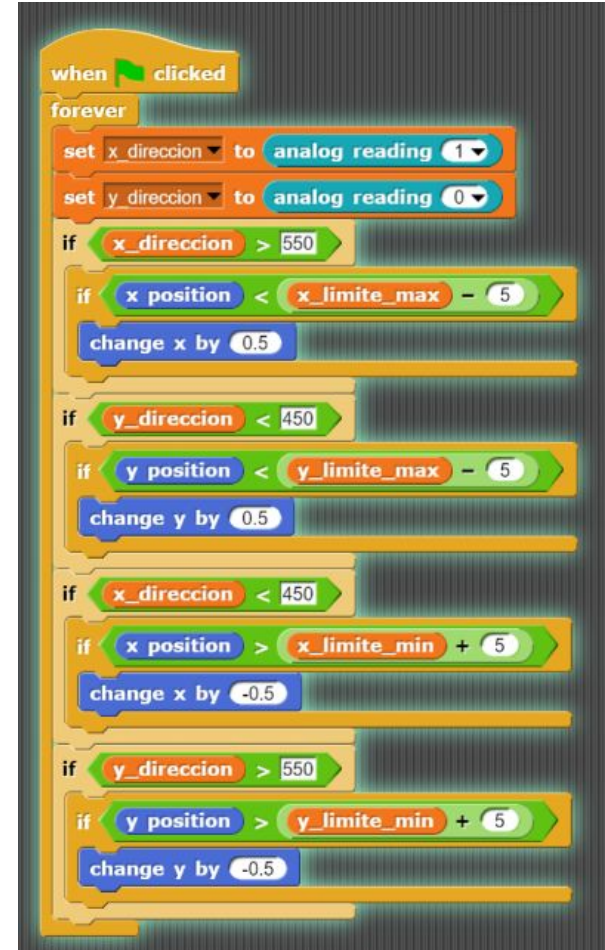 when clicked
forever
set x_direccion to analog reading 1
set y_direccion to analog reading 0
if x_direccion > 550
if x position < x_limite_max - 5
change x by 0.5
if y_direccion < 450
if y position < y_limite_max - 5
change y by 0.5
if x_direccion < 450
if x position > x_limite_min + 5
change x by -0.5
if y_direccion > 550
if y position > y_limite_min + 5
change y by -0.5